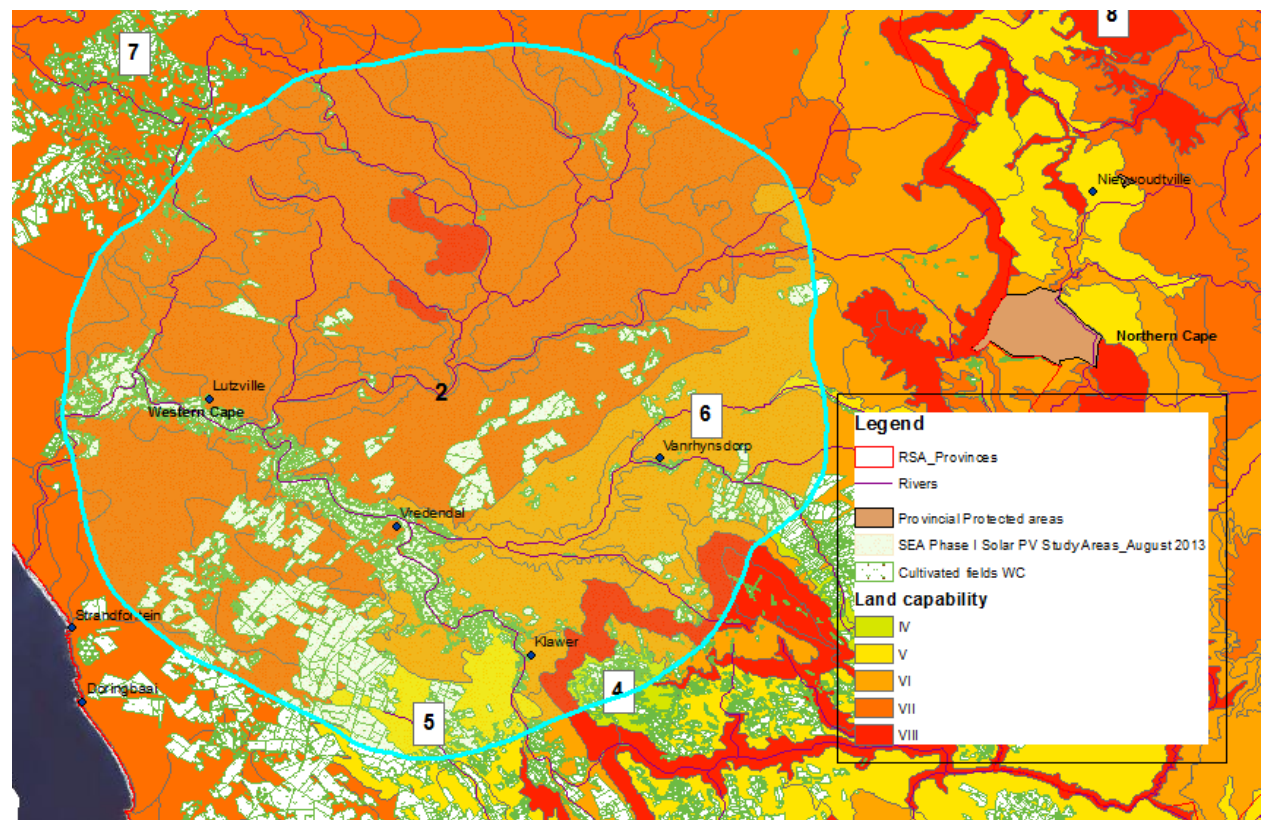 8
7
Nieuwoudtville
Northern Cape
2
Lutzville
Western Cape
6
Vanrhynsdorp
Vredendal
Strandfontein
Klawer
Doringbaai
4
5
Legend
RSA_Provinces
Rivers
Provincial Protected areas
SEA Phase I Solar PV Study Areas_August 2013
Cultivated fields WC
Land capability
IV
V
VI
VII
VIII